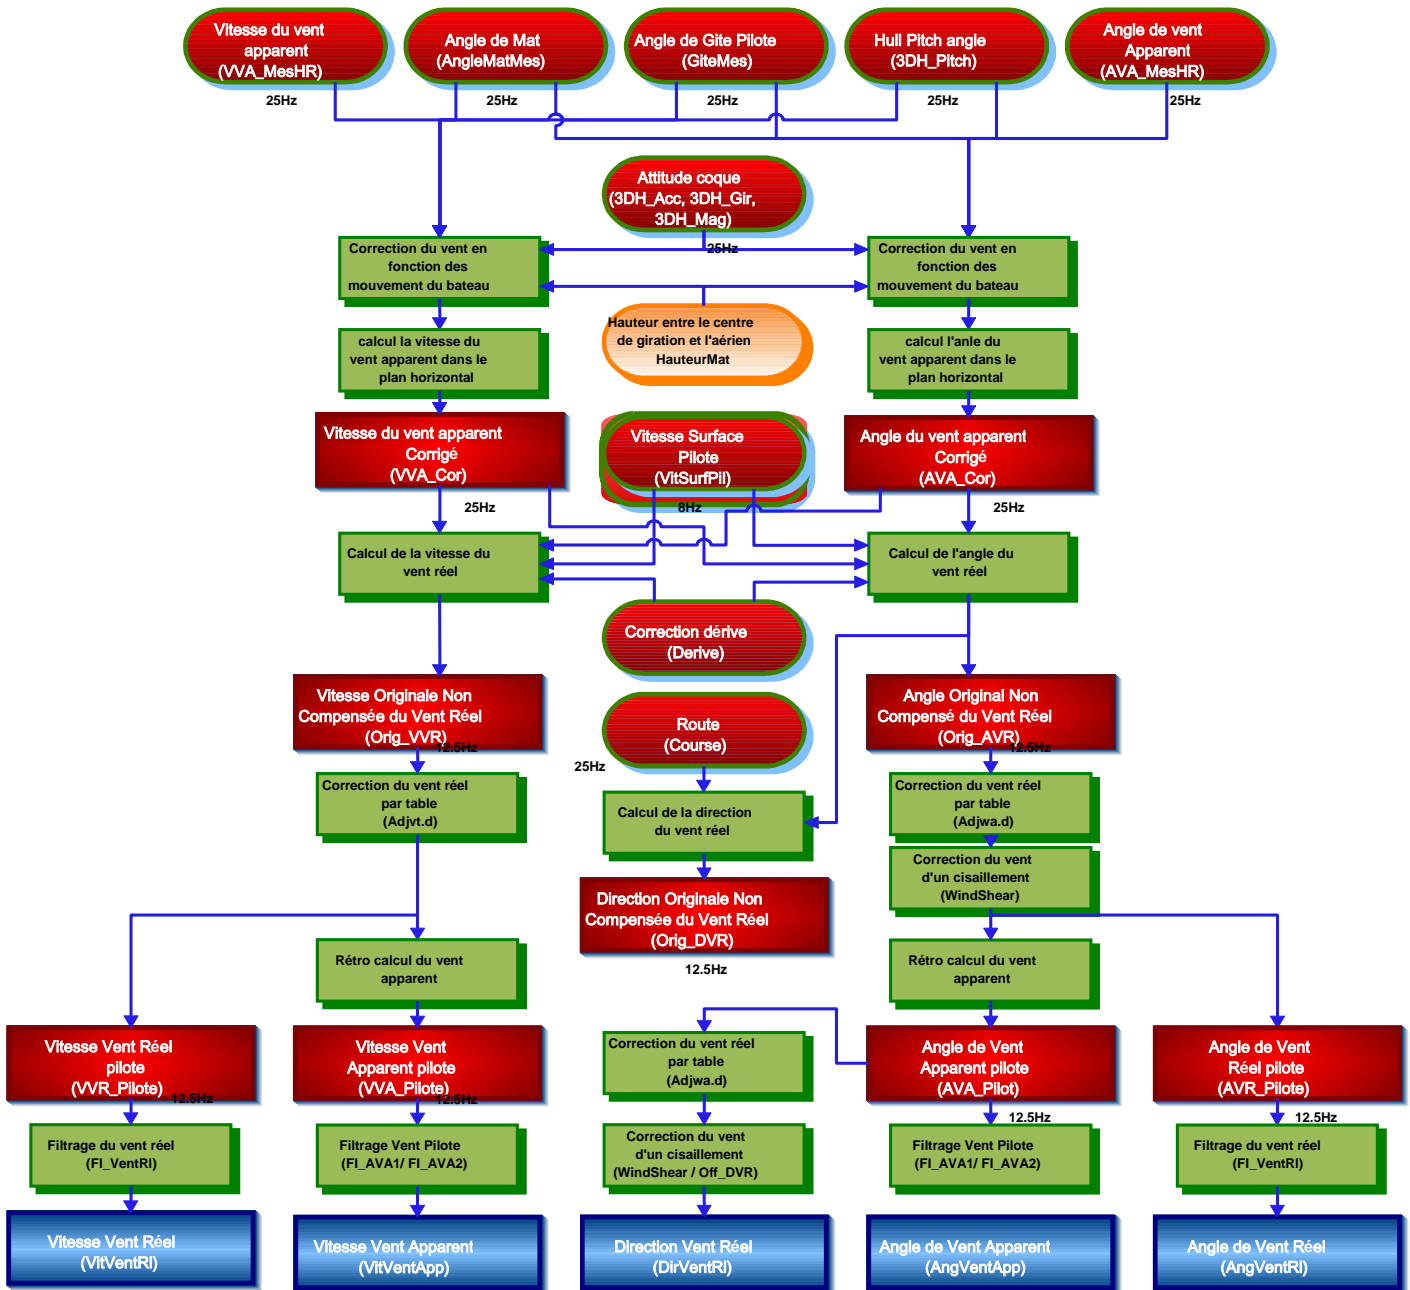 Vitesse du vent
apparent
(VVA_MesHR)
Angle de Mat
(AngleMatMes)
Angle de Gite Pilote
(GiteMes)
Hull Pitch angle
(3DH_Pitch)
Angle de vent
Apparent
(AVA_MesHR)
25Hz
25Hz
25Hz
25Hz
25Hz
Attitude coque
(3DH_Acc, 3DH_Gir,
3DH_Mag)
25Hz
Correction du vent en
fonction des
mouvement du bateau
Correction du vent en
fonction des
mouvement du bateau
Hauteur entre le centre
de giration et l'aérien
HauteurMat
calcul la vitesse du
vent apparent dans le
plan horizontal
calcul l'anle du
vent apparent dans le
plan horizontal
Vitesse du vent apparent
Corrigé
(VVA_Cor)
Vitesse Surface
Pilote
(VitSurfPil)
Angle du vent apparent
Corrigé
(AVA_Cor)
25Hz
8Hz
25Hz
Calcul de la vitesse du
vent réel
Calcul de l'angle du
vent réel
Correction dérive
(Derive)
Vitesse Originale Non
Compensée du Vent Réel
(Orig_VVR)
12.5Hz
Route
(Course)
25Hz
Angle Original Non
Compensé du Vent Réel
(Orig_AVR)
12.5Hz
Correction du vent réel
par table
(Adjvt.d)
Calcul de la direction
du vent réel
Correction du vent réel
par table
(Adjwa.d)
Correction du vent
d'un cisaillement
(WindShear)
Direction Originale Non
Compensée du Vent Réel
(Orig_DVR)
12.5Hz
Rétro calcul du vent
apparent
Rétro calcul du vent
apparent
Vitesse Vent Réel
pilote
(VVR_Pilote)
12.5Hz
Vitesse Vent
Apparent pilote
(VVA_Pilote)
12.5Hz
Correction du vent réel
par table
(Adjwa.d)
Angle de Vent
Apparent pilote
(AVA_Pilot)
12.5Hz
Angle de Vent
Réel pilote
(AVR_Pilote)
12.5Hz
Filtrage du vent réel
(FI_VentRl)
Filtrage Vent Pilote
(FI_AVA1/ FI_AVA2)
Correction du vent
d'un cisaillement
(WindShear / Off_DVR)
Filtrage Vent Pilote
(FI_AVA1/ FI_AVA2)
Filtrage du vent réel
(FI_VentRl)
Vitesse Vent Réel
(VitVentRl)
Vitesse Vent Apparent
(VitVentApp)
Direction Vent Réel
(DirVentRl)
Angle de Vent Apparent
(AngVentApp)
Angle de Vent Réel
(AngVentRl)